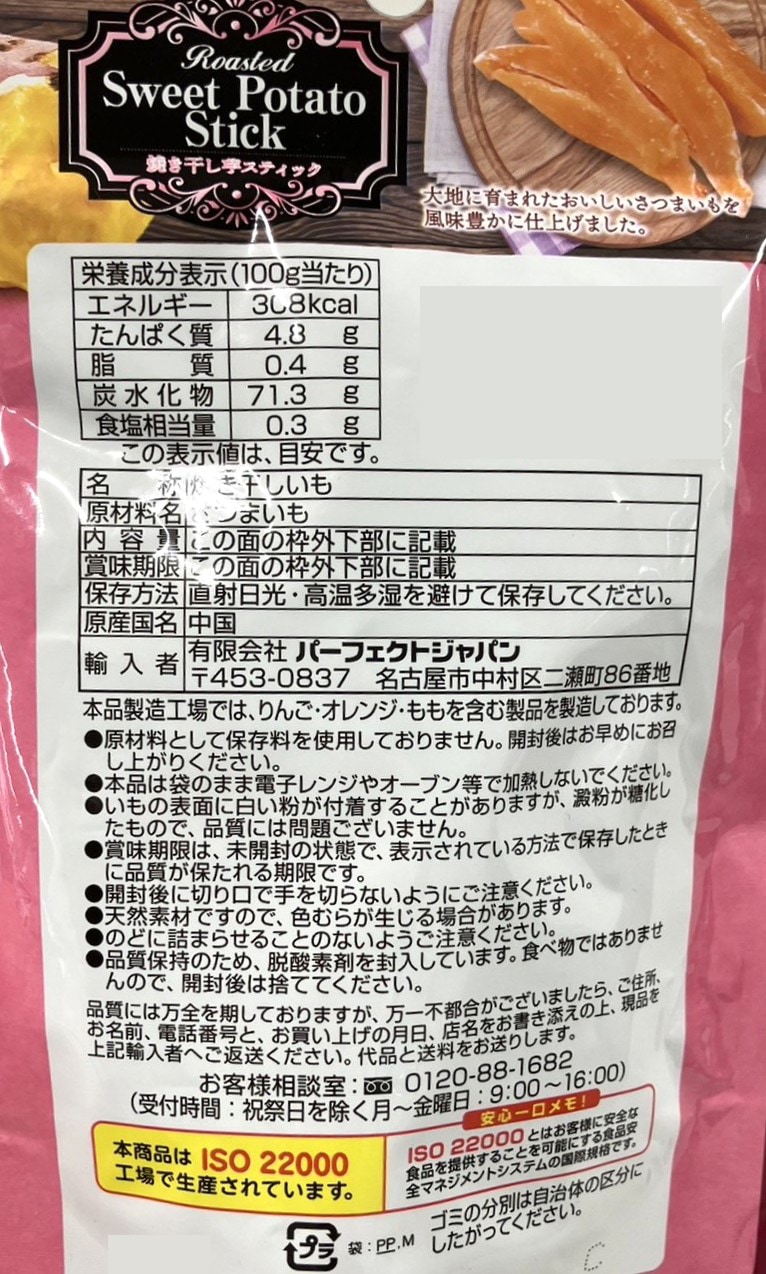 Roasted
Sweet Potato
Stick
焼き干し芋スティック
大地に育まれたおいしいさつまいもを
風味豊かに仕上げました。
栄養成分表示(100g当たり)
エネルギー 308kcal
たんぱく質 4.8 g
脂質 0.4 g
炭水化物 71.3 g
食塩相当量 0.3 g
この表示値は、目安です。
名称 焼き干しいも
原材料名 さつまいも
内容量 この面の枠外下部に記載
賞味期限 この面の枠外下部に記載
保存方法 直射日光・高温多湿を避けて保存してください。
原産国名 中国
輸入者 有限会社 パーフェクトジャパン
〒453-0837 名古屋市中村区二瀬町86番地
本品製造工場では、りんご・オレンジ・ももを含む製品を製造しております。
●原材料として保存料を使用しておりません。開封後はお早めにお召
し上がりください。
●本品は袋のまま電子レンジやオーブン等で加熱しないでください。
●いもの表面に白い粉が付着することがありますが、澱粉が糖化し
たもので、品質には問題ございません。
●賞味期限は、未開封の状態で、表示されている方法で保存したとき
に品質が保たれる期限です。
●開封後に切り口で手を切らないようにご注意ください。
●天然素材ですので、色むらが生じる場合があります。
●のどに詰まらせることのないようご注意ください。
●品質保持のため、脱酸素剤を封入しています。食べ物ではありませ
んので、開封後は捨ててください。
品質には万全を期しておりますが、万一不都合がございましたら、ご住所、
お名前、電話番号と、お買い上げの月日、店名をお書き添えの上、現品を
上記輸入者へご返送ください。代品と送料をお送りします。
お客様相談室: 0120-88-1682
(受付時間:祝祭日を除く月～金曜日:9:00～16:00)
安心一口メモ!
本商品は ISO 22000
工場で生産されています。
ISO 22000 とはお客様に安全な
食品を提供することを可能にする食品安
全マネジメントシステムの国際規格です。
ゴミの分別は自治体の区分に
したがってください。
プラ 袋:PP,M